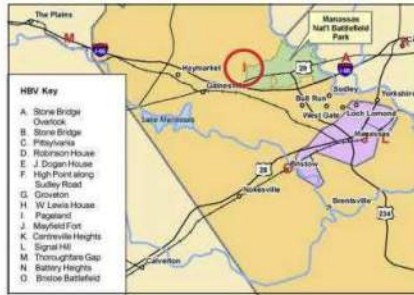 The Plains
M
I-66
Haymarket
I
Gainesville
Manassas
Nat'l Battlefield
Park
29
A
I-66
Sudley
Bull Run
West Gate
Yorkshire
Loch Lomond
Manassas
L
Lake Manassas
28
Bristow
Nokesville
Brentsville
234
Calverton
HBV Key
A. Stone Bridge
Overlook
B. Stone Bridge
C. Pittsylvania
D. Robinson House
E. J. Dogan House
F. High Point along
Sudley Road
G. Groveton
H. W. Lewis House
I. Pageland
J. Mayfield Fort
K. Centreville Heights
L. Signal Hill
M. Thoroughfare Gap
N. Battery Heights
O. Bristoe Battlefield